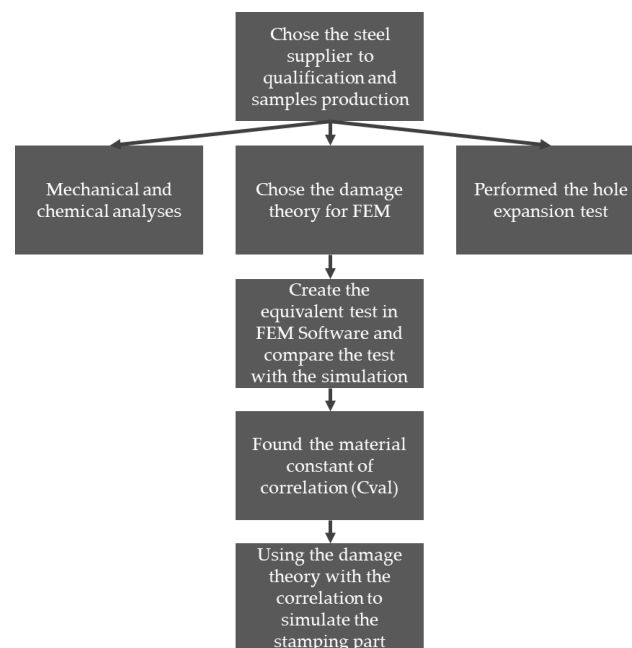 Chose the steel
supplier to
qualification and
samples production
Mechanical and
chemical analyses
Chose the damage
theory for FEM
Performed the hole
expansion test
Create the
equivalent test in
FEM Software and
compare the test
with the simulation
Found the material
constant of
correlation (Cval)
Using the damage
theory with the
correlation to
simulate the
stamping part